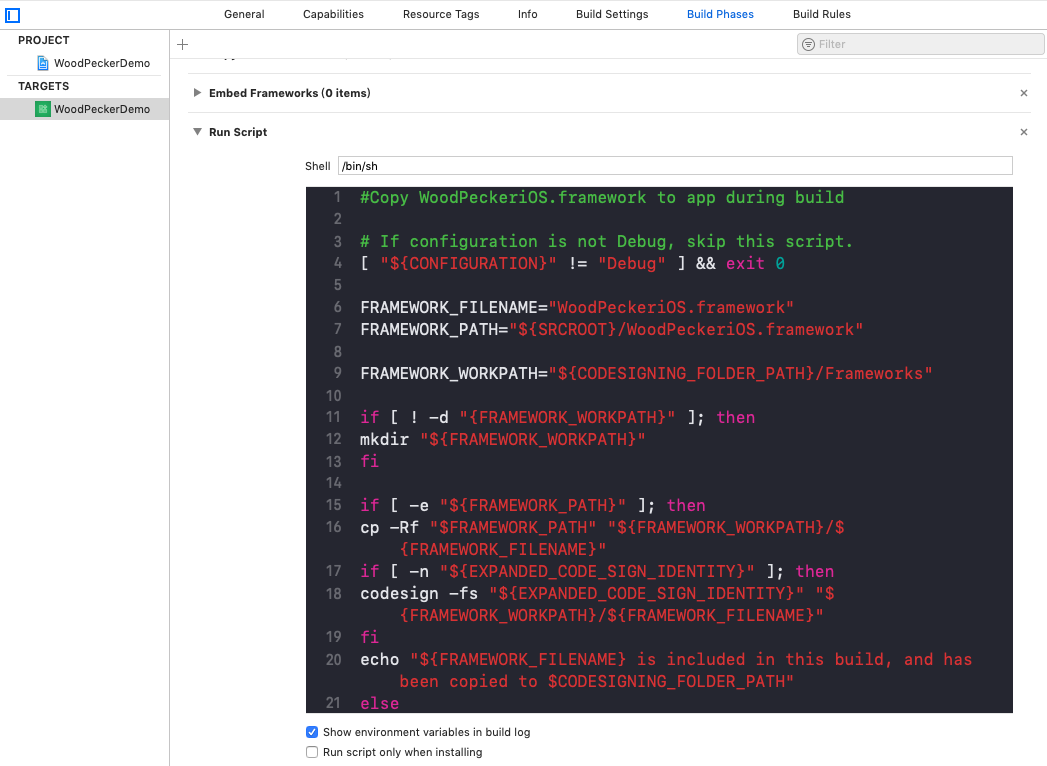 General Capabilities Resource Tags Info Build Settings Build Phases Build Rules
PROJECT
WoodPeckerDemo
TARGETS
WoodPeckerDemo
Filter
Embed Frameworks (0 items)
Run Script
Shell /bin/sh
1 #Copy WoodPeckeriOS.framework to app during build
2
3 # If configuration is not Debug, skip this script.
4 [ "${CONFIGURATION}" != "Debug" ] && exit 0
5
6 FRAMEWORK_FILENAME="WoodPeckeriOS.framework"
7 FRAMEWORK_PATH="${SRCROOT}/WoodPeckeriOS.framework"
8
9 FRAMEWORK_WORKPATH="${CODESIGNING_FOLDER_PATH}/Frameworks"
10
11 if [ ! -d "{FRAMEWORK_WORKPATH}" ]; then
12 mkdir "${FRAMEWORK_WORKPATH}"
13 fi
14
15 if [ -e "${FRAMEWORK_PATH}" ]; then
16 cp -Rf "$FRAMEWORK_PATH" "${FRAMEWORK_WORKPATH}/$
{FRAMEWORK_FILENAME}"
17 if [ -n "${EXPANDED_CODE_SIGN_IDENTITY}" ]; then
18 codesign -fs "${EXPANDED_CODE_SIGN_IDENTITY}" "$
{FRAMEWORK_WORKPATH}/${FRAMEWORK_FILENAME}"
19 fi
20 echo "${FRAMEWORK_FILENAME} is included in this build, and has
been copied to $CODESIGNING_FOLDER_PATH"
21 else
Show environment variables in build log
Run script only when installing